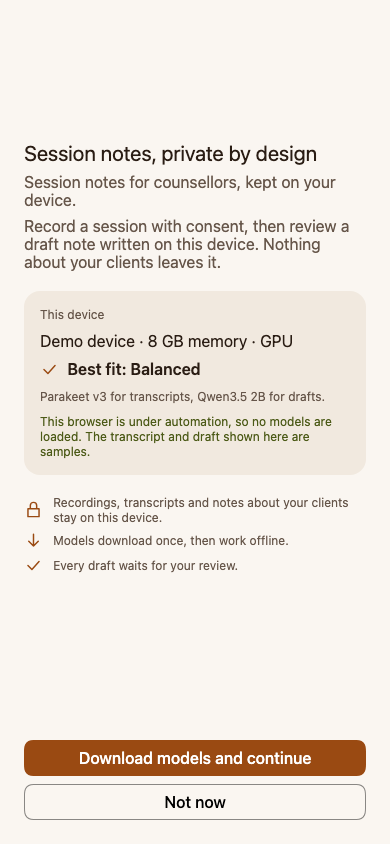 Session notes, private by design
Session notes for counsellors, kept on your
device.
Record a session with consent, then review a
draft note written on this device. Nothing
about your clients leaves it.
This device
Demo device · 8 GB memory · GPU
Best fit: Balanced
Parakeet v3 for transcripts, Qwen3.5 2B for drafts.
This browser is under automation, so no models are
loaded. The transcript and draft shown here are
samples.
Recordings, transcripts and notes about your clients
stay on this device.
Models download once, then work offline.
Every draft waits for your review.
Download models and continue
Not now